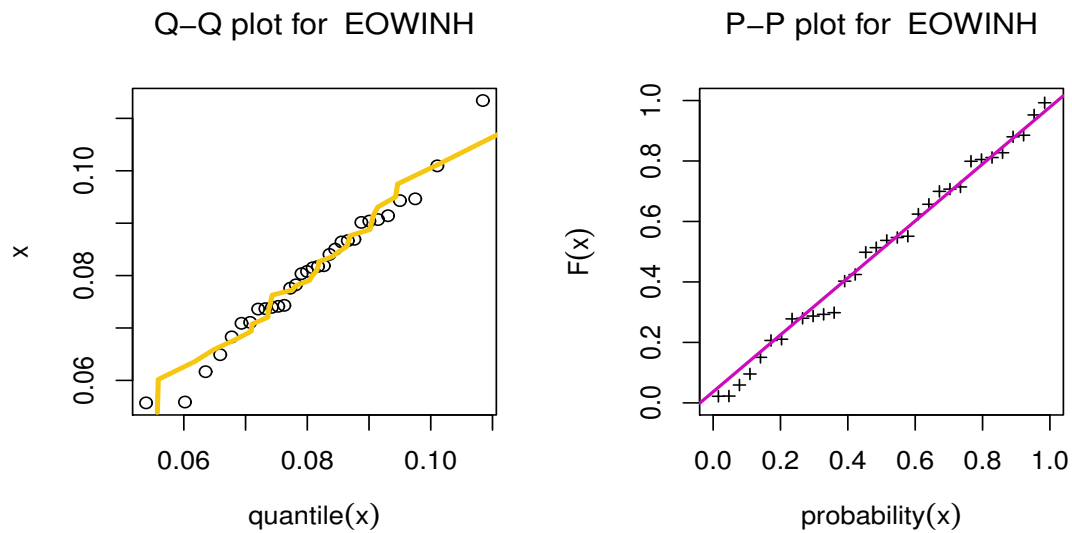 Q–Q plot for EOWINH
x
0.10
0.08
0.06
0.06 0.08 0.10
quantile(x)
P–P plot for EOWINH
F(x)
1.0
0.8
0.6
0.4
0.2
0.0
0.0 0.2 0.4 0.6 0.8 1.0
probability(x)